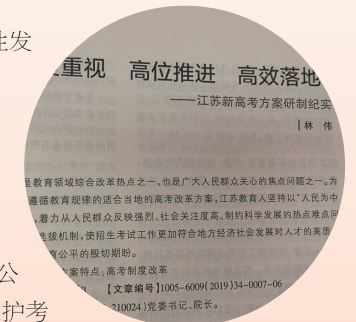 性发
重视 高位推进 高效落地
——江苏新高考方案研制纪实
林 伟
是教育领域综合改革热点之一，也是广大人民群众关心的焦点问题之一。为
遵循教育规律的适合当地的高考改革方案，江苏教育人坚持以“人民为中
，着力从人民群众反映强烈、社会关注度高、制约科学发展的热点难点问
选拔机制，使招生考试工作更加符合地方经济社会发展对人才的高质
育公平的殷切期盼。
公
方案特点；高考制度改革
护考
【文章编号】1005-6009（2019）34-0007-06
210024）党委书记、院长。